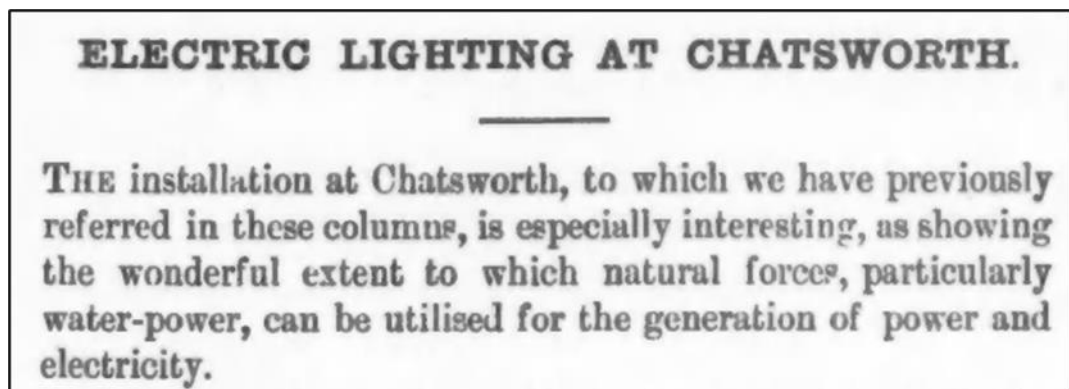 ELECTRIC LIGHTING AT CHATSWORTH.
THE installation at Chatsworth, to which we have previously
referred in these columns, is especially interesting, as showing
the wonderful extent to which natural forces, particularly
water-power, can be utilised for the generation of power and
electricity.